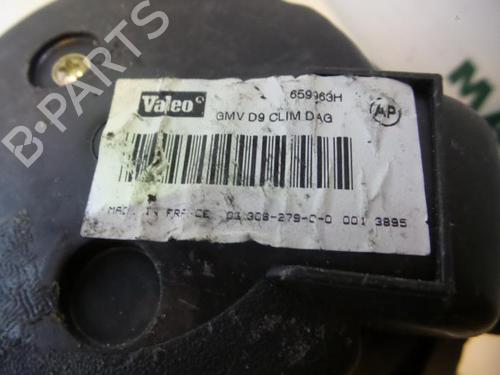 Valeo
659963H
GMV D9 CLIM DAG
AP
MADE IN FRANCE 01 308-279-0-0 001 3895
B-PARTS